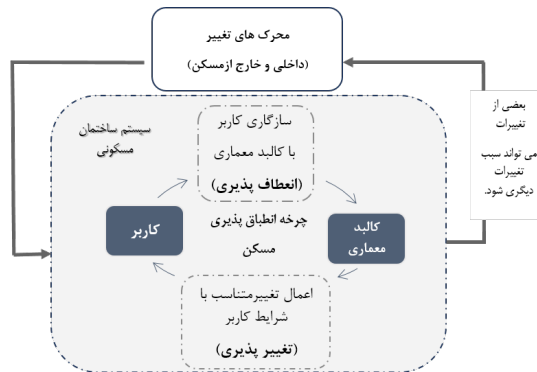 محرک های تغییر
(داخلی و خارج ازمسکن)
بعضی از
تغییرات
می تواند سبب
تغییرات
دیگری شود.
سیستم ساختمان
مسکونی
سازگاری کاربر
با کالبد معماری
(انعطاف پذیری)
کاربر
چرخه انطباق پذیری
مسکن
کالبد
معماری
اعمال تغییرمتناسب با
شرایط کاربر
(تغییر پذیری)